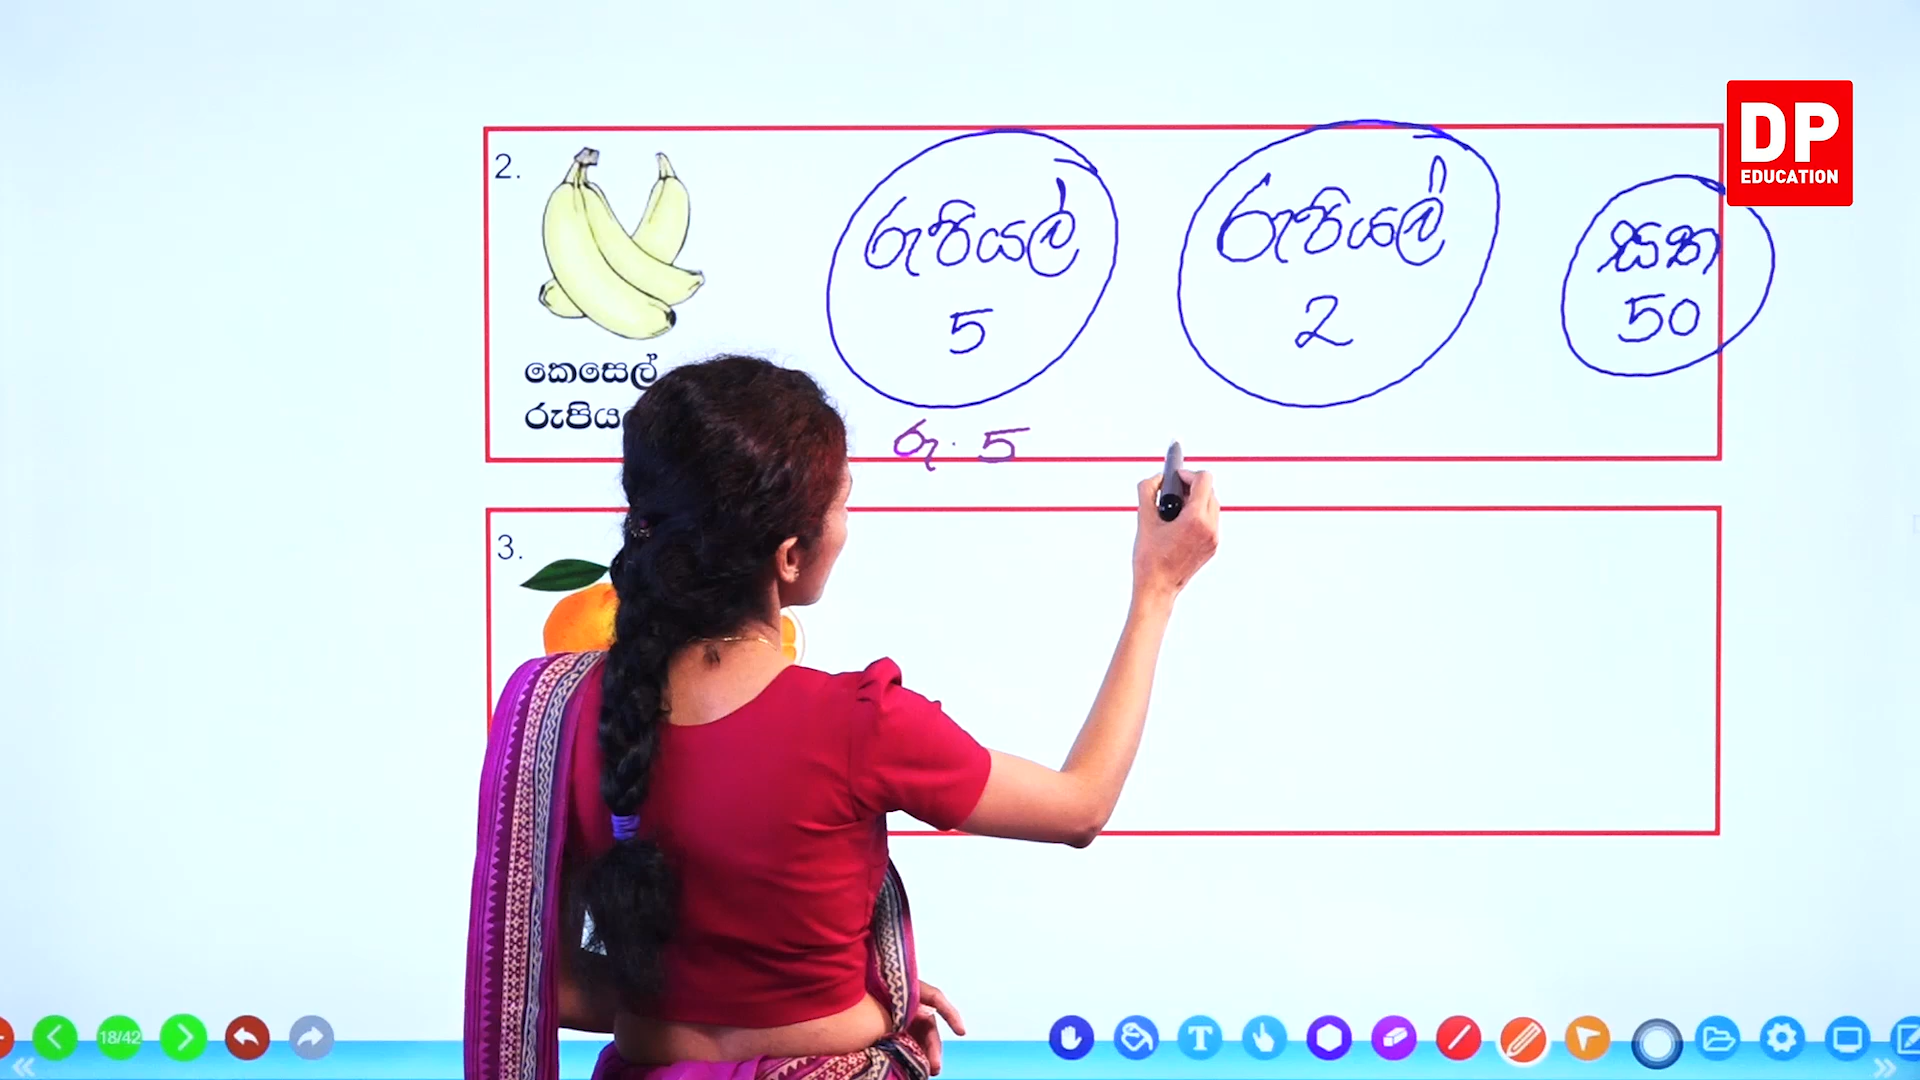 DP
EDUCATION
2.
රුපියල්
5
රුපියල්
2
සත
50
කෙසෙල්
රු. 5
3.
18/42
T